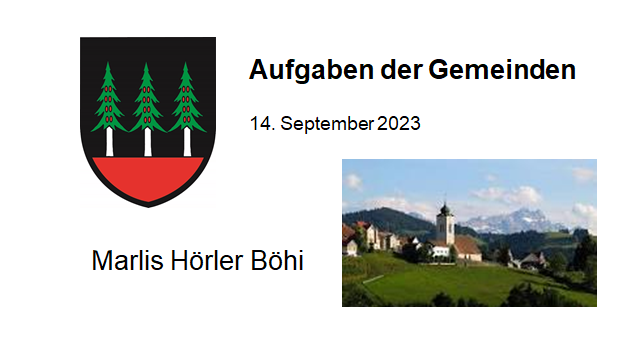 Aufgaben der Gemeinden
14. September 2023
Marlis Hörler Böhi